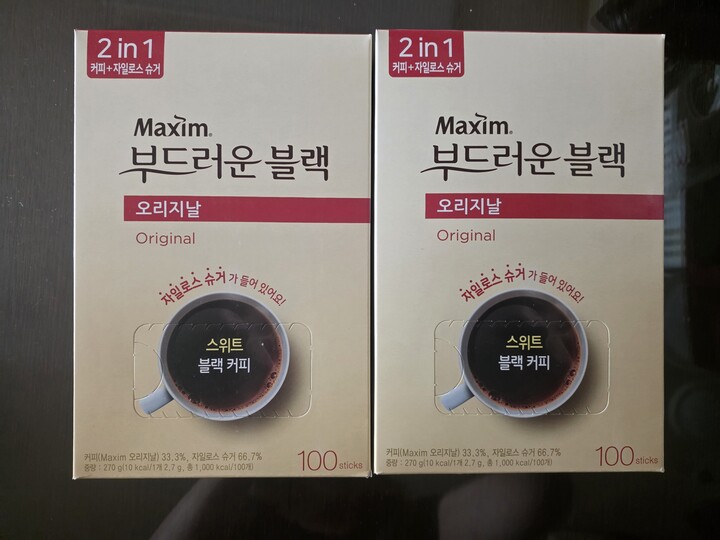 2 in 1
커피+자일로스 슈거
Maxim®
부드러운 블랙
오리지날
Original
자일로스 슈거가 들어 있어요!
스위트
블랙 커피
커피(Maxim 오리지날) 33.3%, 자일로스 슈거 66.7%
중량 : 270 g(10 kcal/1개 2.7 g, 총 1,000 kcal/100개)
100 sticks
2 in 1
커피+자일로스 슈거
Maxim®
부드러운 블랙
오리지날
Original
자일로스 슈거가 들어 있어요!
스위트
블랙 커피
커피(Maxim 오리지날) 33.3%, 자일로스 슈거 66.7%
중량 : 270 g(10 kcal/1개 2.7 g, 총 1,000 kcal/100개)
100 sticks